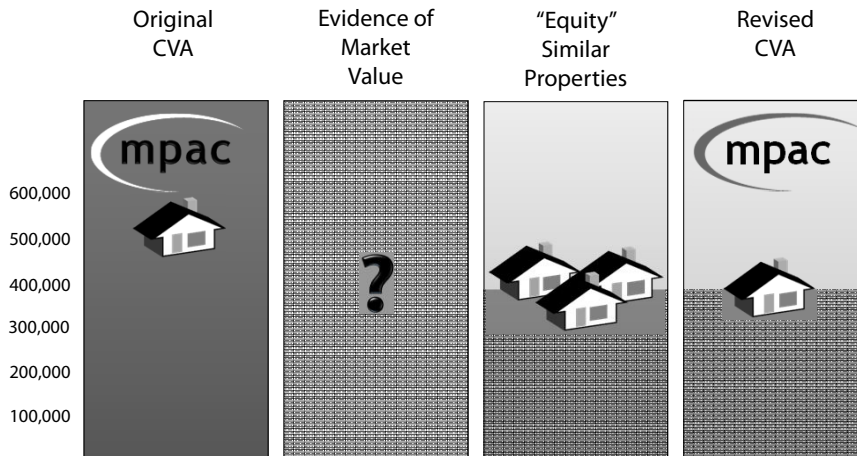 Original
CVA
Evidence of
Market
Value
“Equity”
Similar
Properties
Revised
CVA
mpac
mpac
600,000
500,000
400,000
300,000
200,000
100,000
?